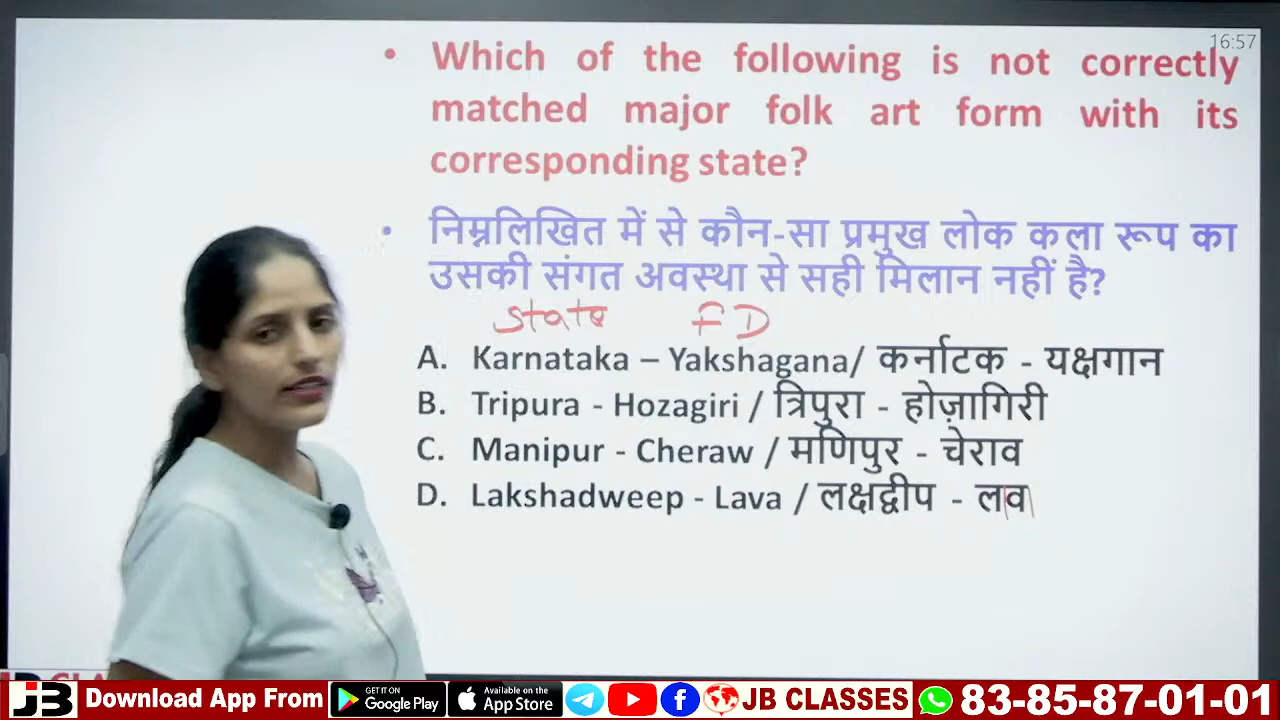 16:57
• Which of the following is not correctly
matched major folk art form with its
corresponding state?
• निम्नलिखित में से कौन-सा प्रमुख लोक कला रूप का
उसकी संगत अवस्था से सही मिलान नहीं है?
state FD
A. Karnataka – Yakshagana/ कर्नाटक - यक्षगान
B. Tripura - Hozagiri / त्रिपुरा - होज़ागिरी
C. Manipur - Cheraw / मणिपुर - चेराव
D. Lakshadweep - Lava / लक्षद्वीप - लव
JB Download App From GET IT ON Google Play Available on the App Store JB CLASSES 83-85-87-01-01